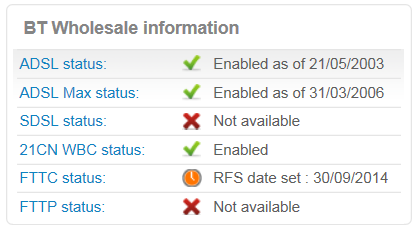 BT Wholesale information
ADSL status: Enabled as of 21/05/2003
ADSL Max status: Enabled as of 31/03/2006
SDSL status: Not available
21CN WBC status: Enabled
FTTC status: RFS date set : 30/09/2014
FTTP status: Not available